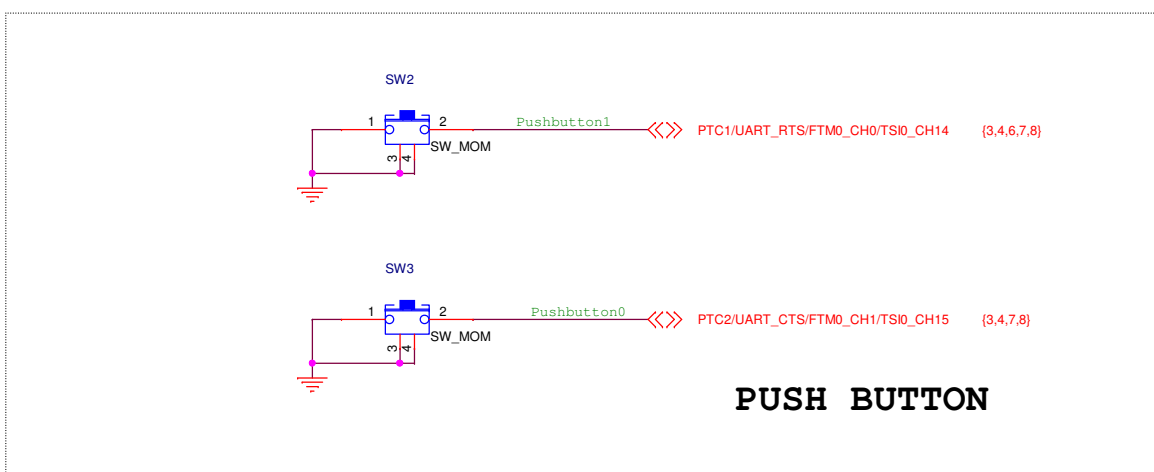 SW2
1
2
Pushbutton1
PTC1/UART_RTS/FTM0_CH0/TSI0_CH14 {3,4,6,7,8}
SW_MOM
3
4
SW3
1
2
Pushbutton0
PTC2/UART_CTS/FTM0_CH1/TSI0_CH15 {3,4,7,8}
SW_MOM
3
4
PUSH BUTTON